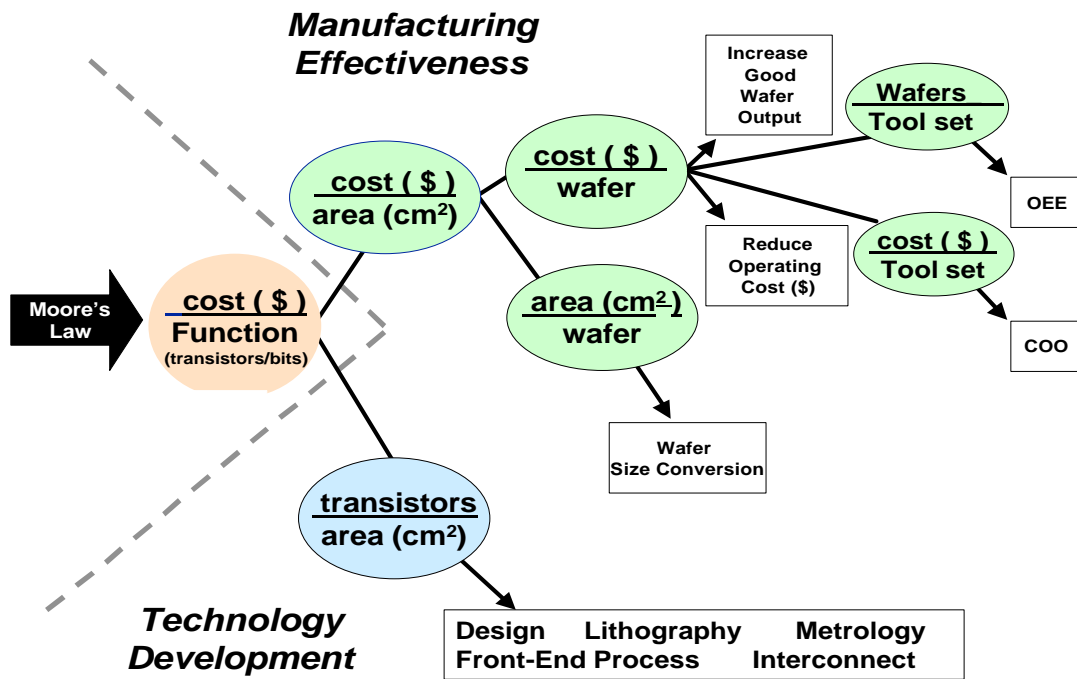 Manufacturing
Effectiveness
Increase
Good
Wafer
Output
Wafers
Tool set
cost ( $ )
area (cm²)
cost ( $ )
wafer
OEE
Reduce
Operating
Cost ($)
cost ( $ )
Tool set
Moore’s
Law
cost ( $ )
Function
(transistors/bits)
area (cm²)
wafer
COO
Wafer
Size Conversion
transistors
area (cm²)
Technology
Development
Design Lithography Metrology
Front-End Process Interconnect